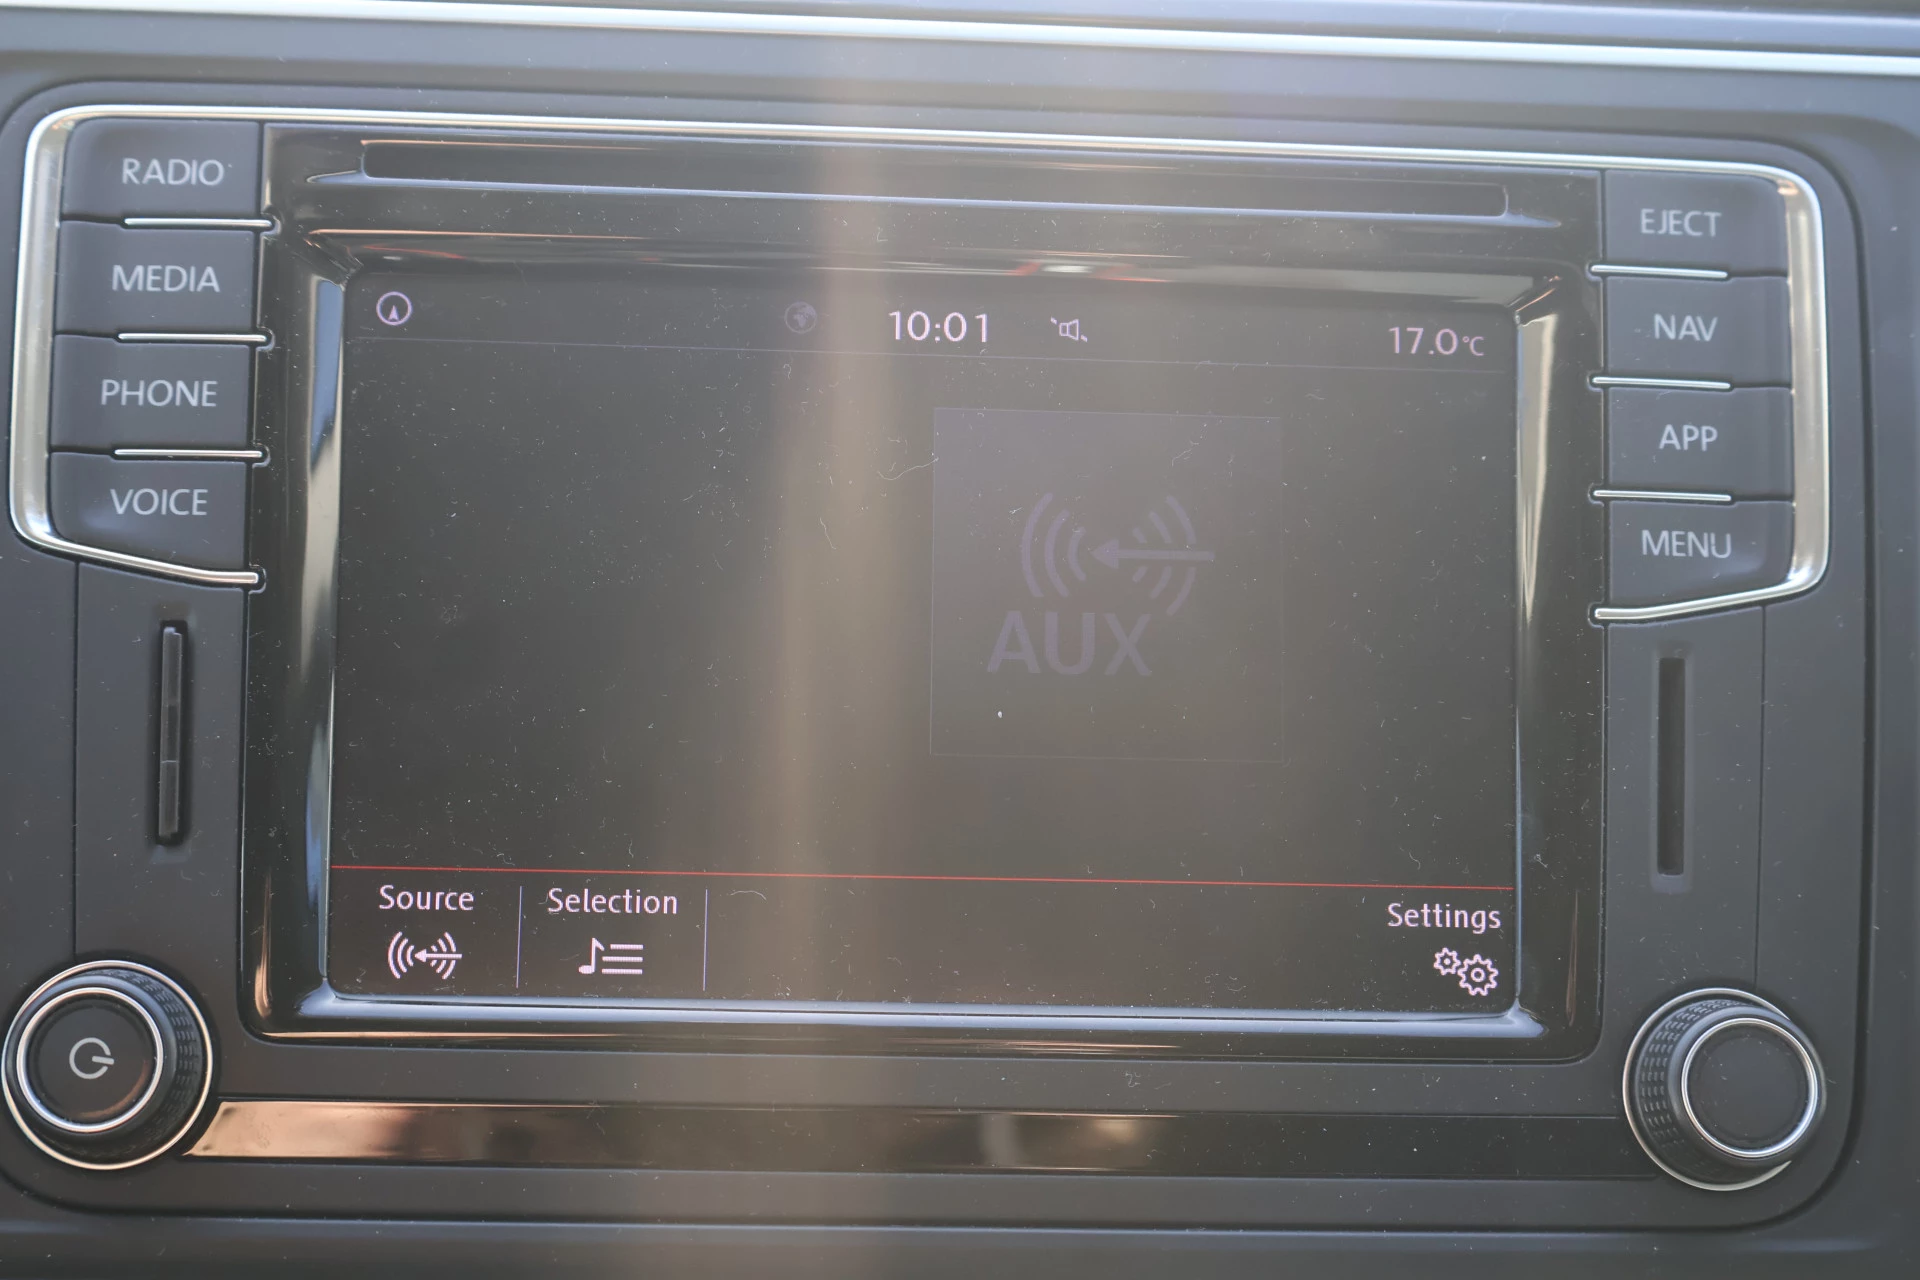 RADIO
MEDIA
PHONE
VOICE
EJECT
NAV
APP
MENU
10:01
17.0°C
AUX
Source
Selection
Settings